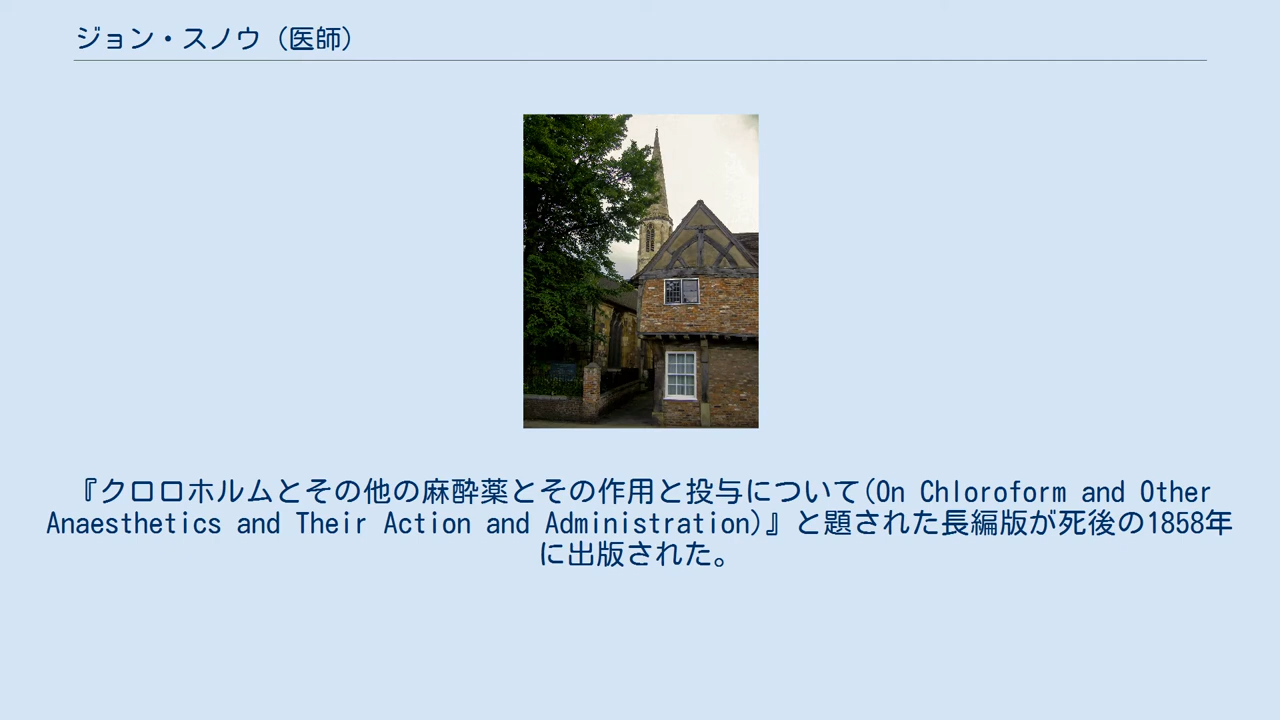 ジョン・スノウ（医師）
『クロロホルムとその他の麻酔薬とその作用と投与について(On Chloroform and Other
Anaesthetics and Their Action and Administration)』と題された長編版が死後の1858年
に出版された。